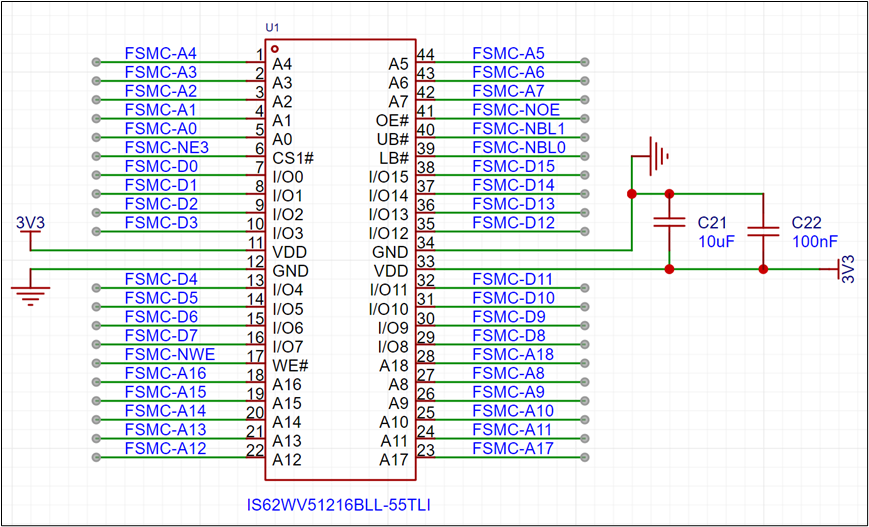 U1
FSMC-A4 1 A4 A5 44 FSMC-A5
FSMC-A3 2 A3 A6 43 FSMC-A6
FSMC-A2 3 A2 A7 42 FSMC-A7
FSMC-A1 4 A1 OE# 41 FSMC-NOE
FSMC-A0 5 A0 UB# 40 FSMC-NBL1
FSMC-NE3 6 CS1# LB# 39 FSMC-NBL0
FSMC-D0 7 I/O0 I/O15 38 FSMC-D15
FSMC-D1 8 I/O1 I/O14 37 FSMC-D14
FSMC-D2 9 I/O2 I/O13 36 FSMC-D13
FSMC-D3 10 I/O3 I/O12 35 FSMC-D12
3V3 11 VDD GND 34
12 GND VDD 33
C21
10uF
C22
100nF
3V3
FSMC-D4 13 I/O4 I/O11 32 FSMC-D11
FSMC-D5 14 I/O5 I/O10 31 FSMC-D10
FSMC-D6 15 I/O6 I/O9 30 FSMC-D9
FSMC-D7 16 I/O7 I/O8 29 FSMC-D8
FSMC-NWE 17 WE# A18 28 FSMC-A18
FSMC-A16 18 A16 A8 27 FSMC-A8
FSMC-A15 19 A15 A9 26 FSMC-A9
FSMC-A14 20 A14 A10 25 FSMC-A10
FSMC-A13 21 A13 A11 24 FSMC-A11
FSMC-A12 22 A12 A17 23 FSMC-A17
IS62WV51216BLL-55TLI